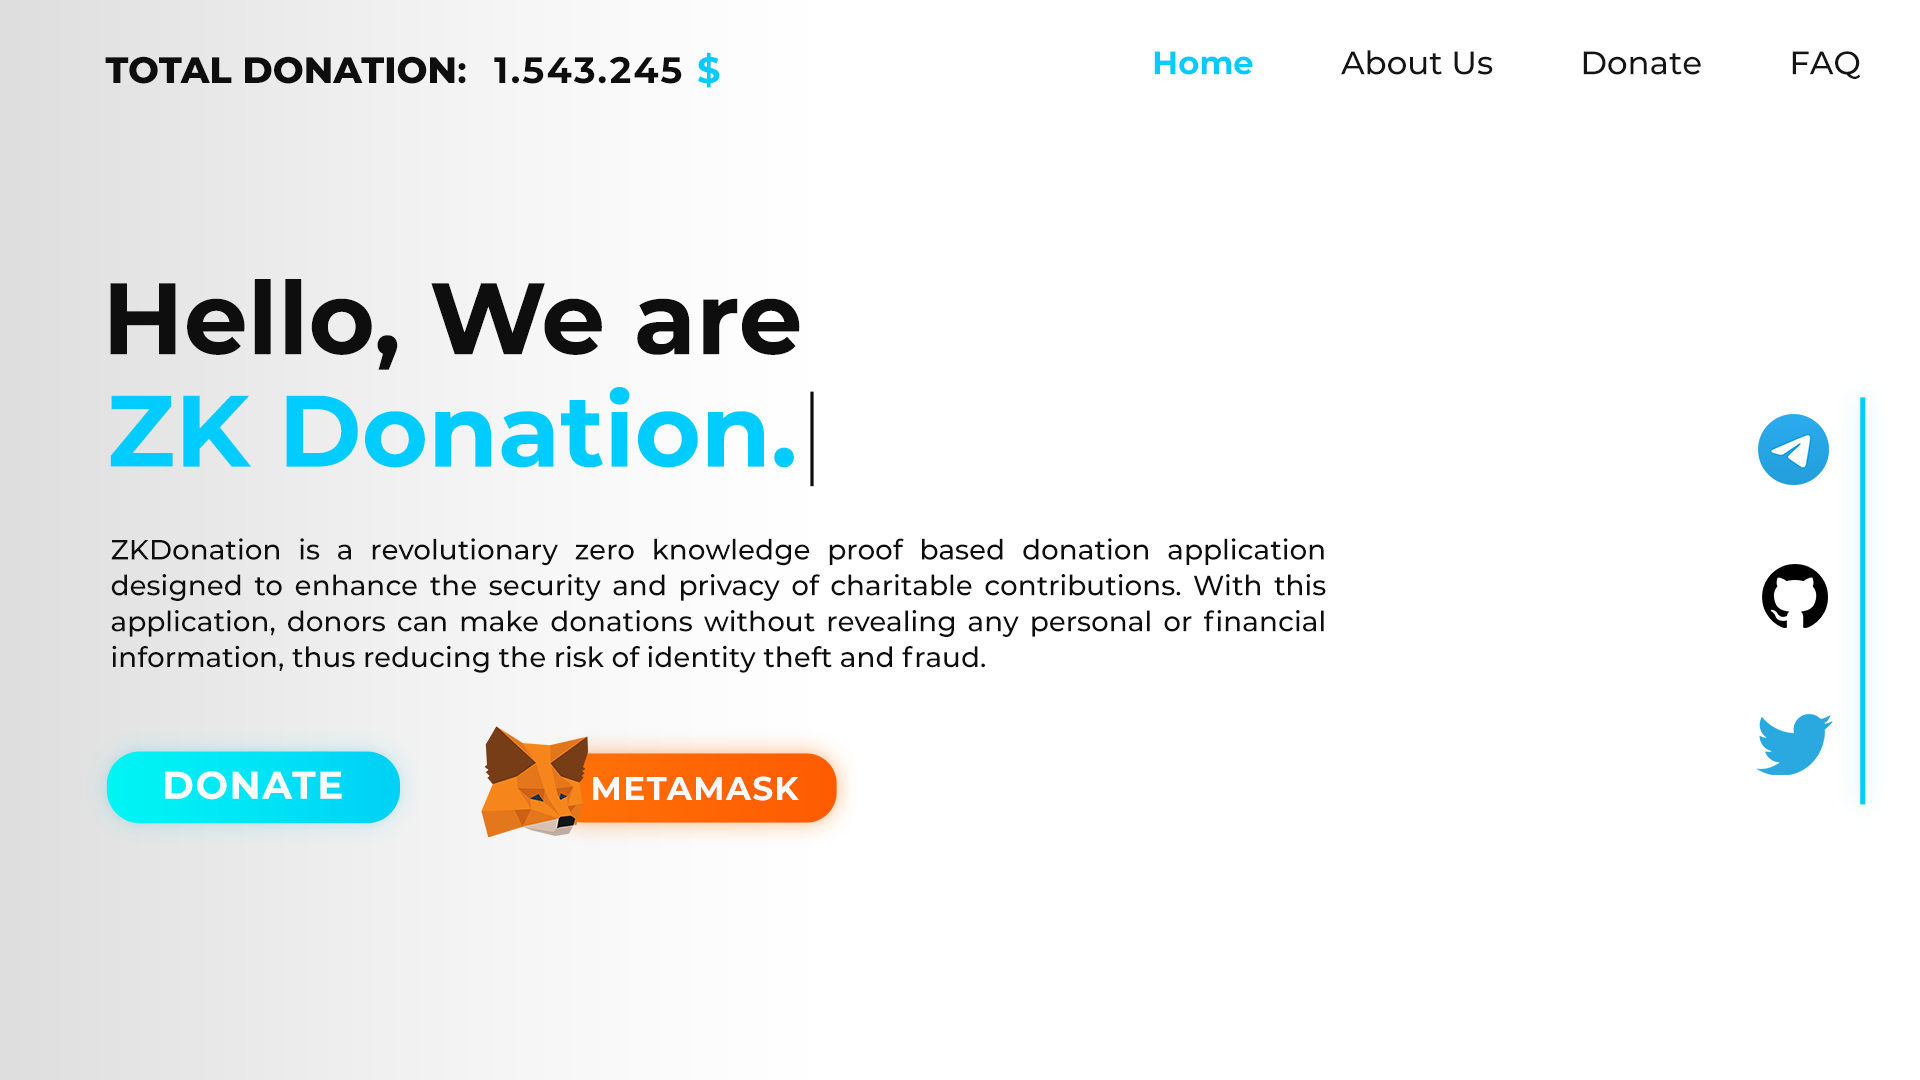 TOTAL DONATION: 1.543.245 $
Home About Us Donate FAQ
Hello, We are
ZK Donation.
ZKDonation is a revolutionary zero knowledge proof based donation application
designed to enhance the security and privacy of charitable contributions. With this
application, donors can make donations without revealing any personal or financial
information, thus reducing the risk of identity theft and fraud.
DONATE
METAMASK